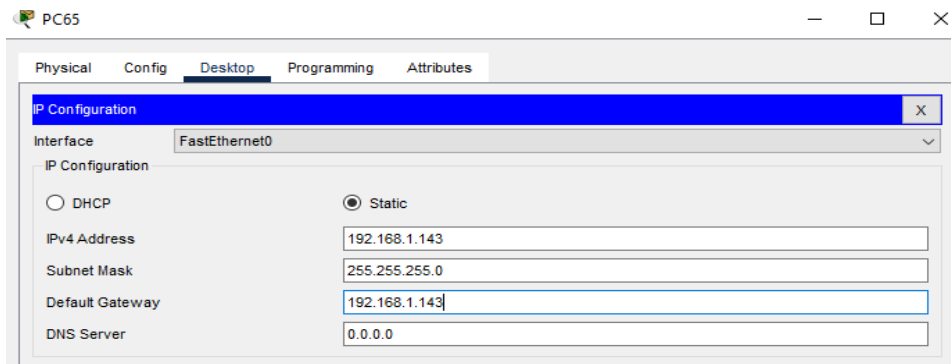 PC65
Physical Config Desktop Programming Attributes
IP Configuration X
Interface FastEthernet0
IP Configuration
DHCP Static
IPv4 Address 192.168.1.143
Subnet Mask 255.255.255.0
Default Gateway 192.168.1.143
DNS Server 0.0.0.0